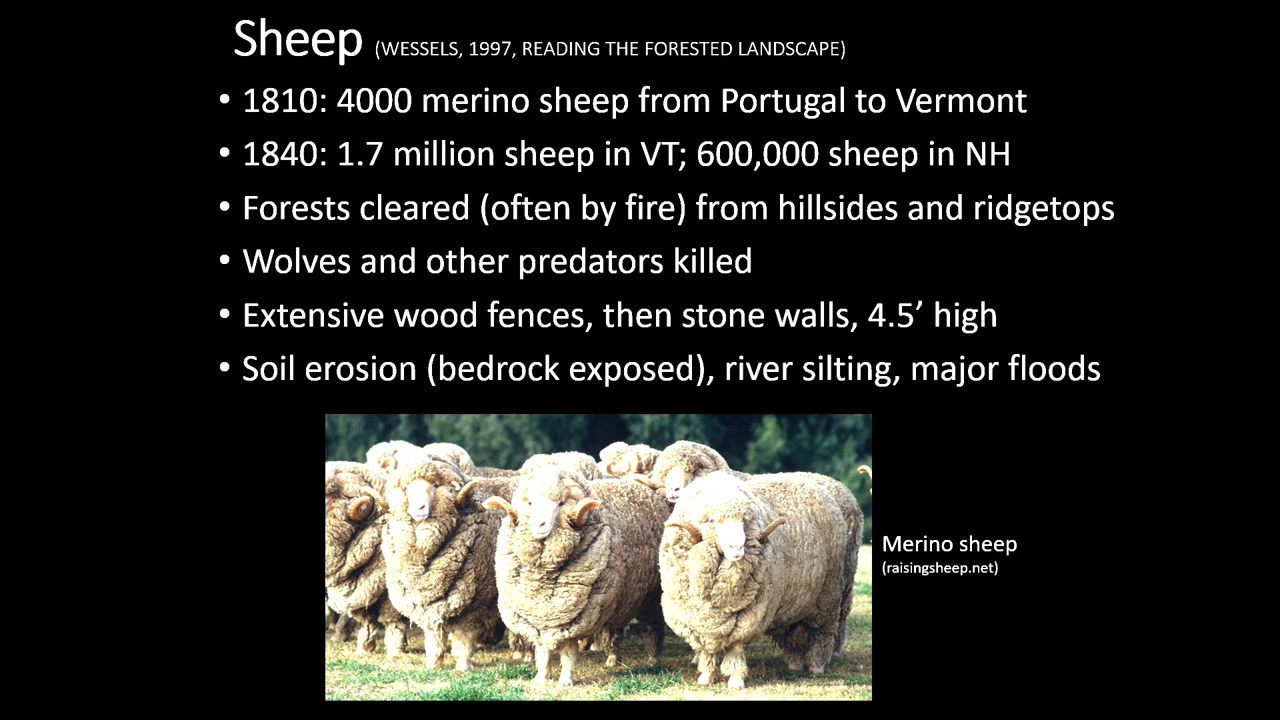 Sheep (WESSELS, 1997, READING THE FORESTED LANDSCAPE)
• 1810: 4000 merino sheep from Portugal to Vermont
• 1840: 1.7 million sheep in VT; 600,000 sheep in NH
• Forests cleared (often by fire) from hillsides and ridgetops
• Wolves and other predators killed
• Extensive wood fences, then stone walls, 4.5’ high
• Soil erosion (bedrock exposed), river silting, major floods
Merino sheep
(raisingsheep.net)